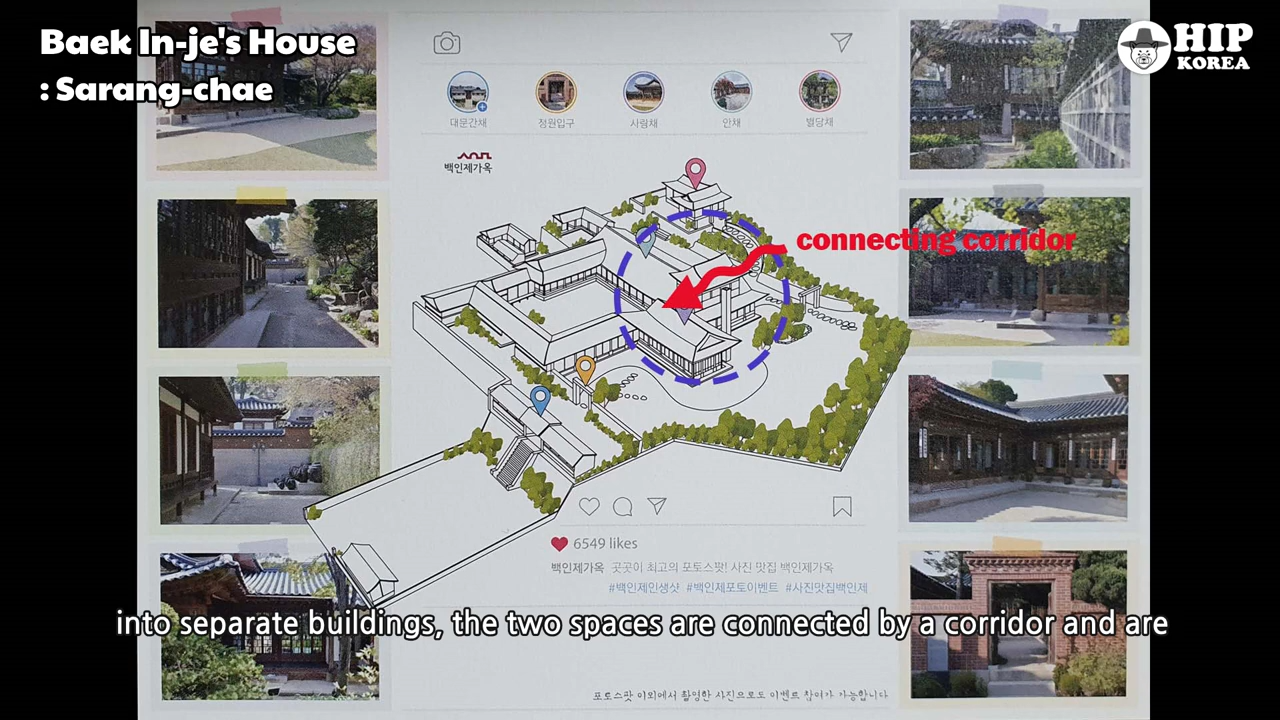 Baek In-je's House
: Sarang-chae
HIP
KOREA
대문간채
정원입구
사랑채
안채
별당채
백인제가옥
connecting corridor
6549 likes
백인제가옥 곳곳이 최고의 포토스팟! 사진 맛집 백인제가옥
#백인제인생샷 #백인제포토이벤트 #사진맛집백인제
into separate buildings, the two spaces are connected by a corridor and are
포토스팟 이외에서 촬영한 사진으로도 이벤트 참여가 가능합니다